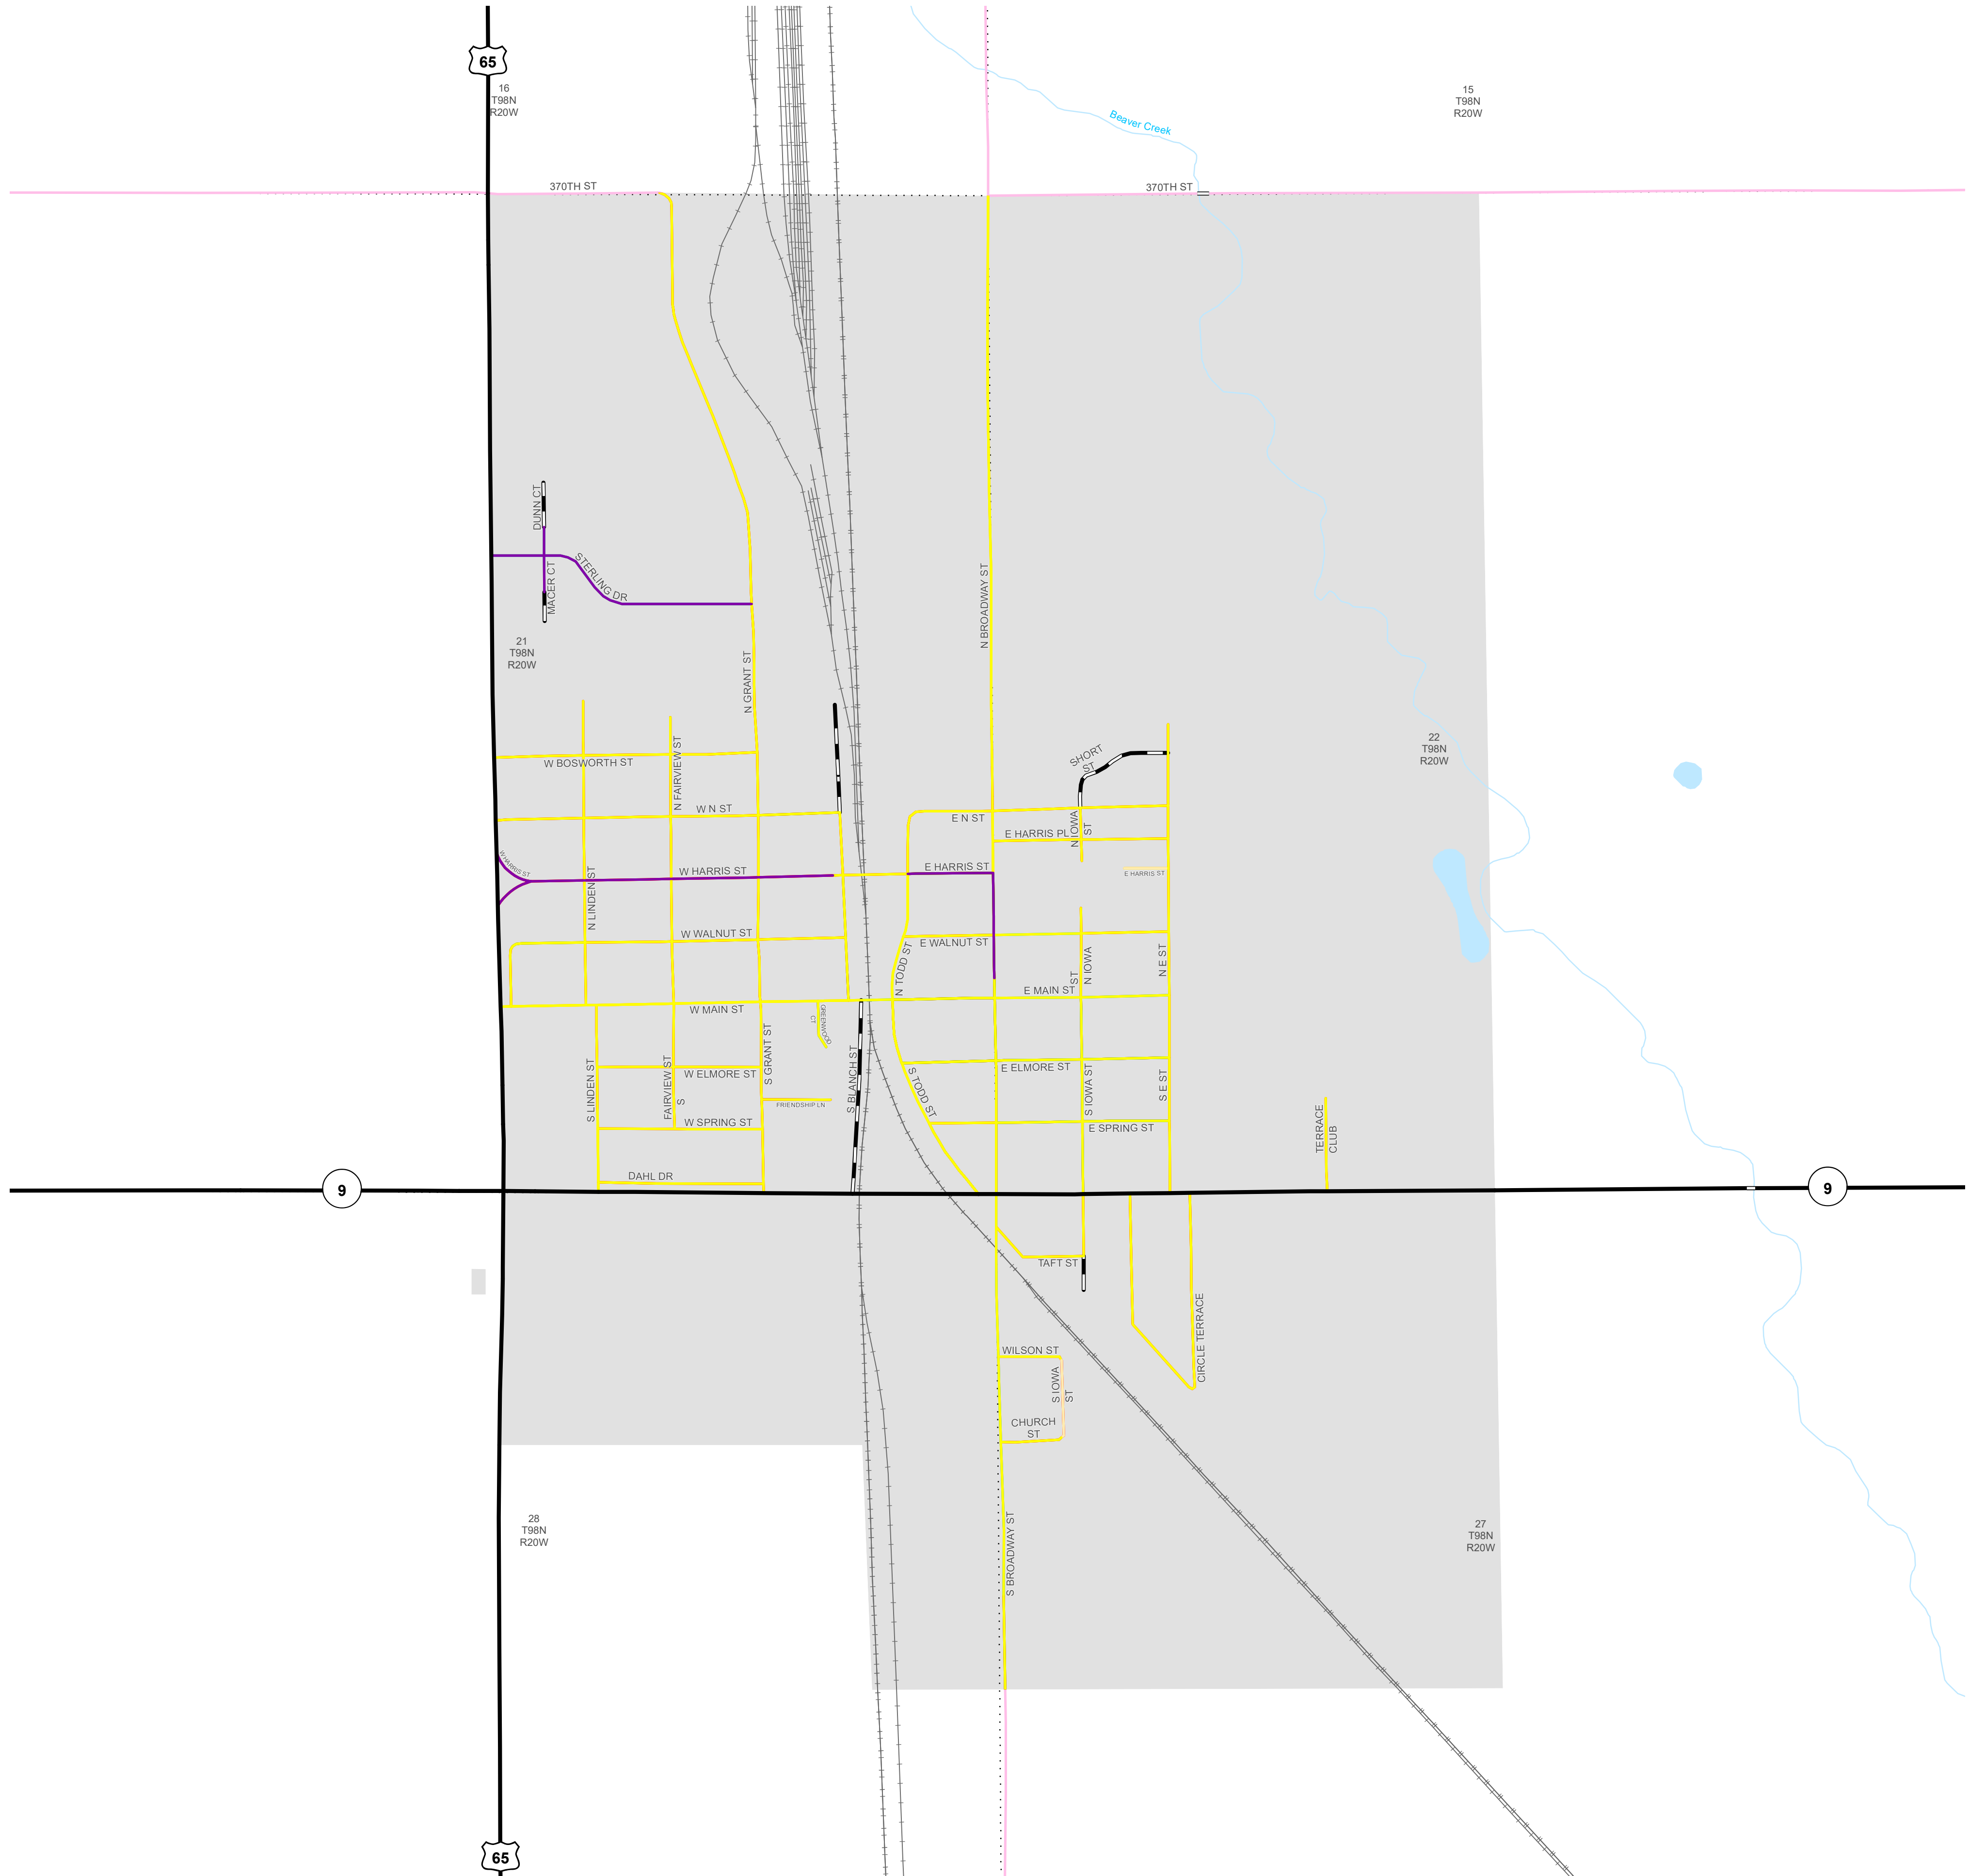 65
16
T98N
R20W
15
T98N
R20W
Beaver Creek
370TH ST
370TH ST
DUNN CT
MACER CT
STERLING DR
21
T98N
R20W
N BROADWAY ST
N GRANT ST
N FAIRVIEW ST
W BOSWORTH ST
SHORT
ST
22
T98N
R20W
W N ST
E N ST
N IOWA
ST
E HARRIS PL
W HARRIS ST
W HARRIS ST
E HARRIS ST
E HARRIS ST
N LINDEN ST
W WALNUT ST
E WALNUT ST
N TODD ST
N IOWA
ST
N E ST
E MAIN ST
W MAIN ST
GREENWOOD
CT
S GRANT ST
S BLANCH ST
S LINDEN ST
FAIRVIEW ST
S
W ELMORE ST
E ELMORE ST
S TODD ST
S IOWA ST
S E ST
FRIENDSHIP LN
W SPRING ST
E SPRING ST
TERRACE
CLUB
DAHL DR
9
9
TAFT ST
CIRCLE TERRACE
WILSON ST
S IOWA
ST
CHURCH
ST
28
T98N
R20W
S BROADWAY ST
27
T98N
R20W
65